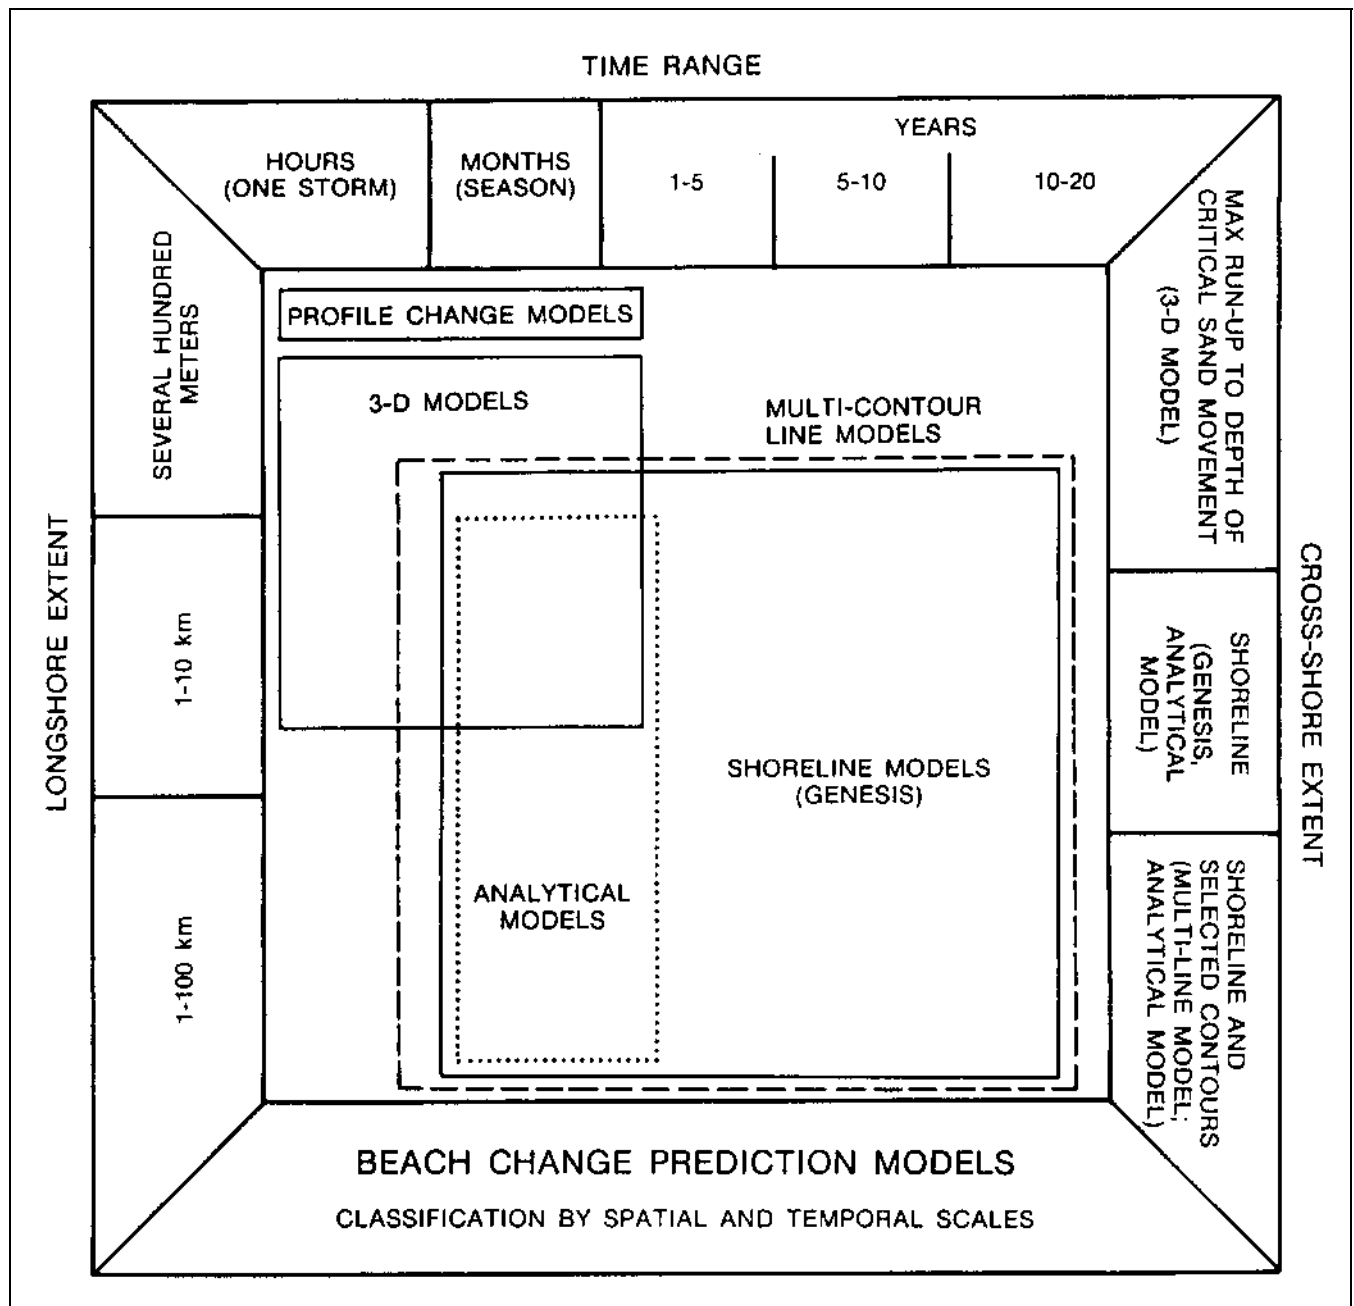 TIME RANGE
HOURS
(ONE STORM)
MONTHS
(SEASON)
YEARS
1-5
5-10
10-20
SEVERAL HUNDRED
METERS
1-10 km
1-100 km
LONGSHORE EXTENT
PROFILE CHANGE MODELS
3-D MODELS
MULTI-CONTOUR
LINE MODELS
SHORELINE MODELS
(GENESIS)
ANALYTICAL
MODELS
MAX RUN-UP TO DEPTH OF
CRITICAL SAND MOVEMENT
(3-D MODEL)
SHORELINE
(GENESIS,
ANALYTICAL
MODEL)
SHORELINE AND
SELECTED CONTOURS
(MULTI-LINE MODEL;
ANALYTICAL MODEL)
CROSS-SHORE EXTENT
BEACH CHANGE PREDICTION MODELS
CLASSIFICATION BY SPATIAL AND TEMPORAL SCALES